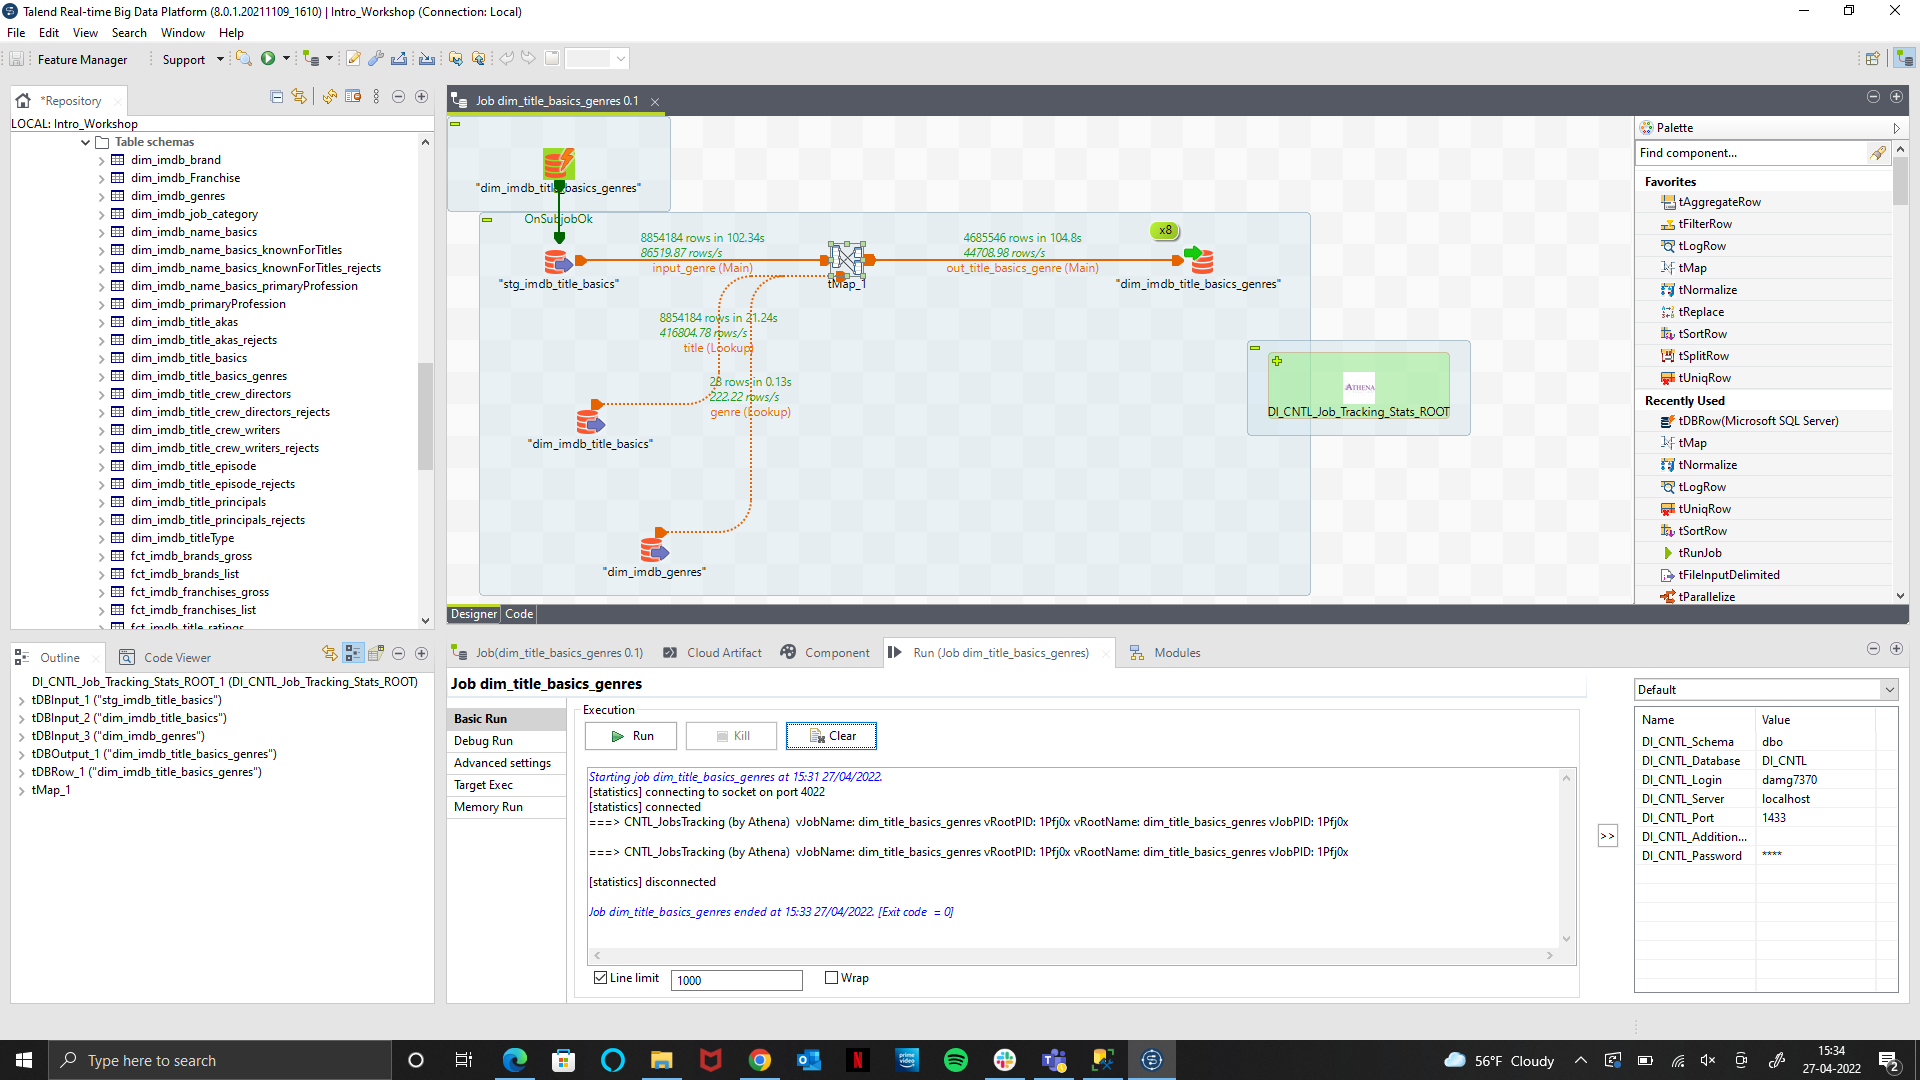 Talend Real-time Big Data Platform (8.0.1.20211109_1610) | Intro_Workshop (Connection: Local)
File Edit View Search Window Help
Feature Manager Support
*Repository
LOCAL: Intro_Workshop
Table schemas
dim_imdb_brand
dim_imdb_Franchise
dim_imdb_genres
dim_imdb_job_category
dim_imdb_name_basics
dim_imdb_name_basics_knownForTitles
dim_imdb_name_basics_knownForTitles_rejects
dim_imdb_name_basics_primaryProfession
dim_imdb_primaryProfession
dim_imdb_title_akas
dim_imdb_title_akas_rejects
dim_imdb_title_basics
dim_imdb_title_basics_genres
dim_imdb_title_crew_directors
dim_imdb_title_crew_directors_rejects
dim_imdb_title_crew_writers
dim_imdb_title_crew_writers_rejects
dim_imdb_title_episode
dim_imdb_title_episode_rejects
dim_imdb_title_principals
dim_imdb_title_principals_rejects
dim_imdb_titleType
fct_imdb_brands_gross
fct_imdb_brands_list
fct_imdb_franchises_gross
fct_imdb_franchises_list
fct_imdb_title_ratings
Job dim_title_basics_genres 0.1
"dim_imdb_title_basics_genres"
OnSubjobOk
8854184 rows in 102.34s
86519.87 rows/s
input_genre (Main)
4685546 rows in 104.8s
44708.98 rows/s
out_title_basics_genre (Main)
x8
"stg_imdb_title_basics"
tMap_1
"dim_imdb_title_basics_genres"
8854184 rows in 21.24s
416804.78 rows/s
title (Lookup)
28 rows in 0.13s
222.22 rows/s
genre (Lookup)
"dim_imdb_title_basics"
"dim_imdb_genres"
ATHENA
DI_CNTL_Job_Tracking_Stats_ROOT
Designer Code
Palette
Find component...
Favorites
tAggregateRow
tFilterRow
tLogRow
tMap
tNormalize
tReplace
tSortRow
tSplitRow
tUniqRow
Recently Used
tDBRow(Microsoft SQL Server)
tMap
tNormalize
tLogRow
tUniqRow
tSortRow
tRunJob
tFileInputDelimited
tParallelize
Outline Code Viewer
DI_CNTL_Job_Tracking_Stats_ROOT_1 (DI_CNTL_Job_Tracking_Stats_ROOT)
tDBInput_1 ("stg_imdb_title_basics")
tDBInput_2 ("dim_imdb_title_basics")
tDBInput_3 ("dim_imdb_genres")
tDBOutput_1 ("dim_imdb_title_basics_genres")
tDBRow_1 ("dim_imdb_title_basics_genres")
tMap_1
Job(dim_title_basics_genres 0.1) Cloud Artifact Component Run (Job dim_title_basics_genres) Modules
Job dim_title_basics_genres
Basic Run
Debug Run
Advanced settings
Target Exec
Memory Run
Execution
Run Kill Clear
Starting job dim_title_basics_genres at 15:31 27/04/2022.
[statistics] connecting to socket on port 4022
[statistics] connected
===> CNTL_JobsTracking (by Athena) vJobName: dim_title_basics_genres vRootPID: 1Pfj0x vRootName: dim_title_basics_genres vJobPID: 1Pfj0x
===> CNTL_JobsTracking (by Athena) vJobName: dim_title_basics_genres vRootPID: 1Pfj0x vRootName: dim_title_basics_genres vJobPID: 1Pfj0x
[statistics] disconnected
Job dim_title_basics_genres ended at 15:33 27/04/2022. [Exit code = 0]
Line limit 1000 Wrap
>>
Default
Name Value
DI_CNTL_Schema dbo
DI_CNTL_Database DI_CNTL
DI_CNTL_Login damg7370
DI_CNTL_Server localhost
DI_CNTL_Port 1433
DI_CNTL_Addition...
DI_CNTL_Password ****
Type here to search
prime video
56°F Cloudy
15:34
27-04-2022
2